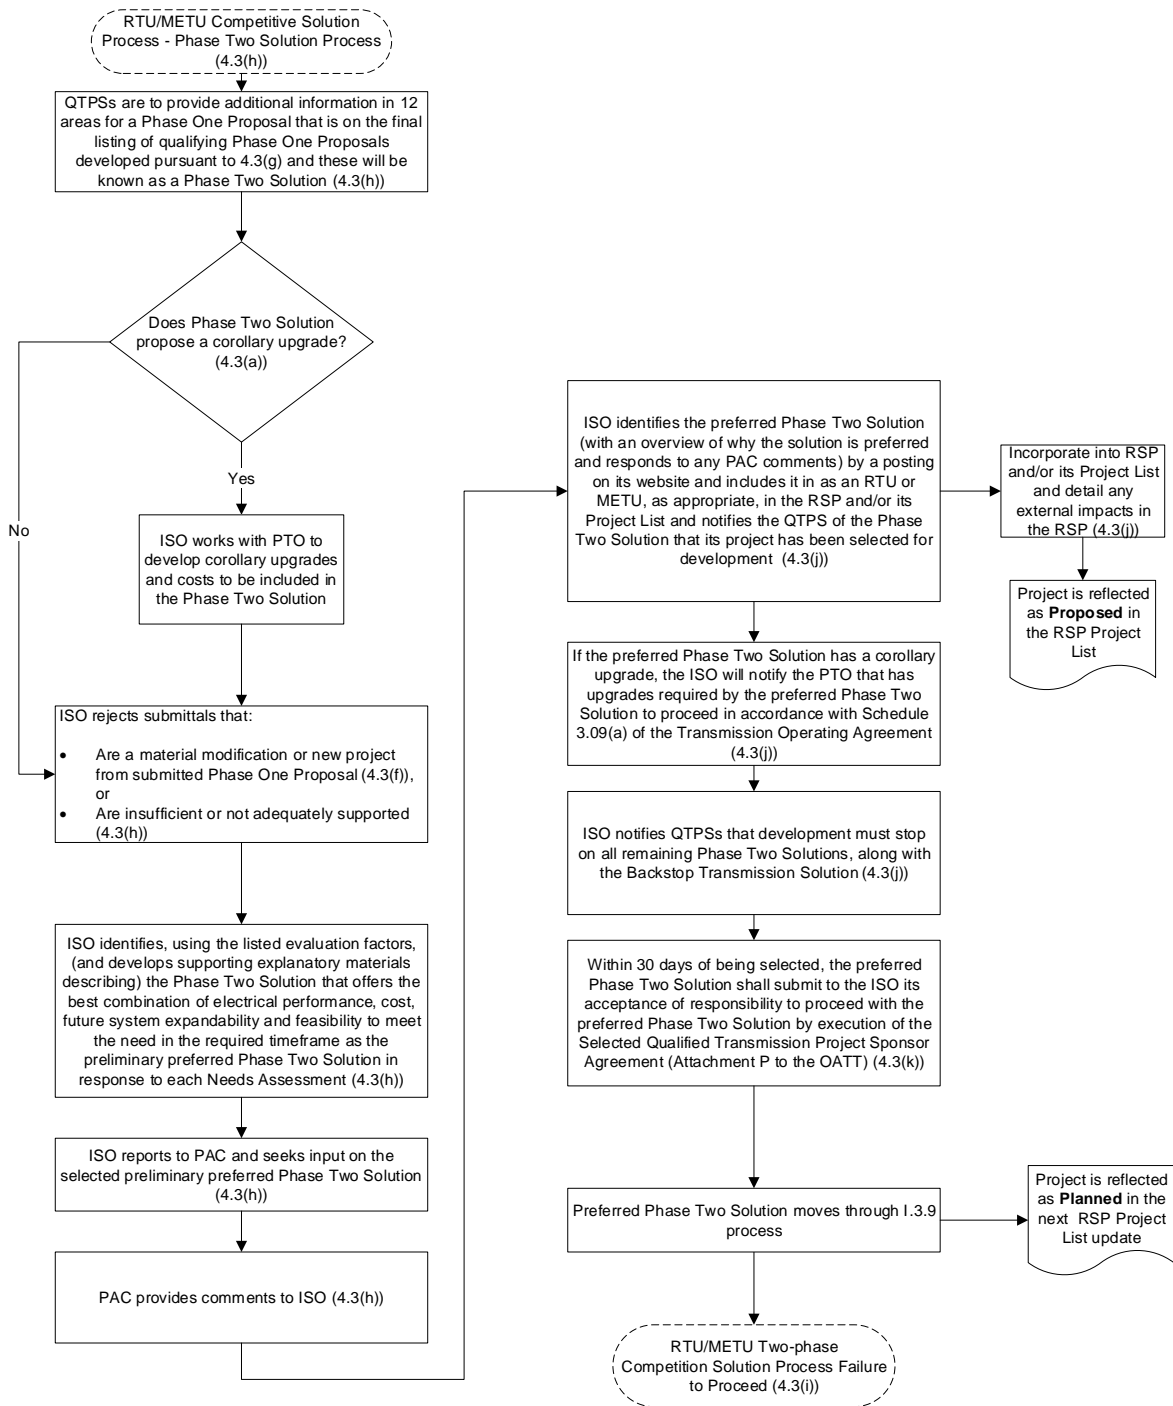 RTU/METU Competitive Solution
Process - Phase Two Solution Process
(4.3(h))
QTPSs are to provide additional information in 12
areas for a Phase One Proposal that is on the final
listing of qualifying Phase One Proposals
developed pursuant to 4.3(g) and these will be
known as a Phase Two Solution (4.3(h))
Does Phase Two Solution
propose a corollary upgrade?
(4.3(a))
Yes
No
ISO works with PTO to
develop corollary upgrades
and costs to be included in
the Phase Two Solution
ISO rejects submittals that:
• Are a material modification or new project
from submitted Phase One Proposal (4.3(f)),
or
• Are insufficient or not adequately supported
(4.3(h))
ISO identifies, using the listed evaluation factors,
(and develops supporting explanatory materials
describing) the Phase Two Solution that offers the
best combination of electrical performance, cost,
future system expandability and feasibility to meet
the need in the required timeframe as the
preliminary preferred Phase Two Solution in
response to each Needs Assessment (4.3(h))
ISO reports to PAC and seeks input on the
selected preliminary preferred Phase Two Solution
(4.3(h))
PAC provides comments to ISO (4.3(h))
ISO identifies the preferred Phase Two Solution
(with an overview of why the solution is preferred
and responds to any PAC comments) by a posting
on its website and includes it in as an RTU or
METU, as appropriate, in the RSP and/or its
Project List and notifies the QTPS of the Phase
Two Solution that its project has been selected for
development (4.3(j))
Incorporate into RSP
and/or its Project List
and detail any
external impacts in
the RSP (4.3(j))
Project is reflected
as Proposed in
the RSP Project
List
If the preferred Phase Two Solution has a corollary
upgrade, the ISO will notify the PTO that has
upgrades required by the preferred Phase Two
Solution to proceed in accordance with Schedule
3.09(a) of the Transmission Operating Agreement
(4.3(j))
ISO notifies QTPSs that development must stop
on all remaining Phase Two Solutions, along with
the Backstop Transmission Solution (4.3(j))
Within 30 days of being selected, the preferred
Phase Two Solution shall submit to the ISO its
acceptance of responsibility to proceed with the
preferred Phase Two Solution by execution of the
Selected Qualified Transmission Project Sponsor
Agreement (Attachment P to the OATT) (4.3(k))
Preferred Phase Two Solution moves through I.3.9
process
Project is reflected
as Planned in the
next RSP Project
List update
RTU/METU Two-phase
Competition Solution Process Failure
to Proceed (4.3(i))